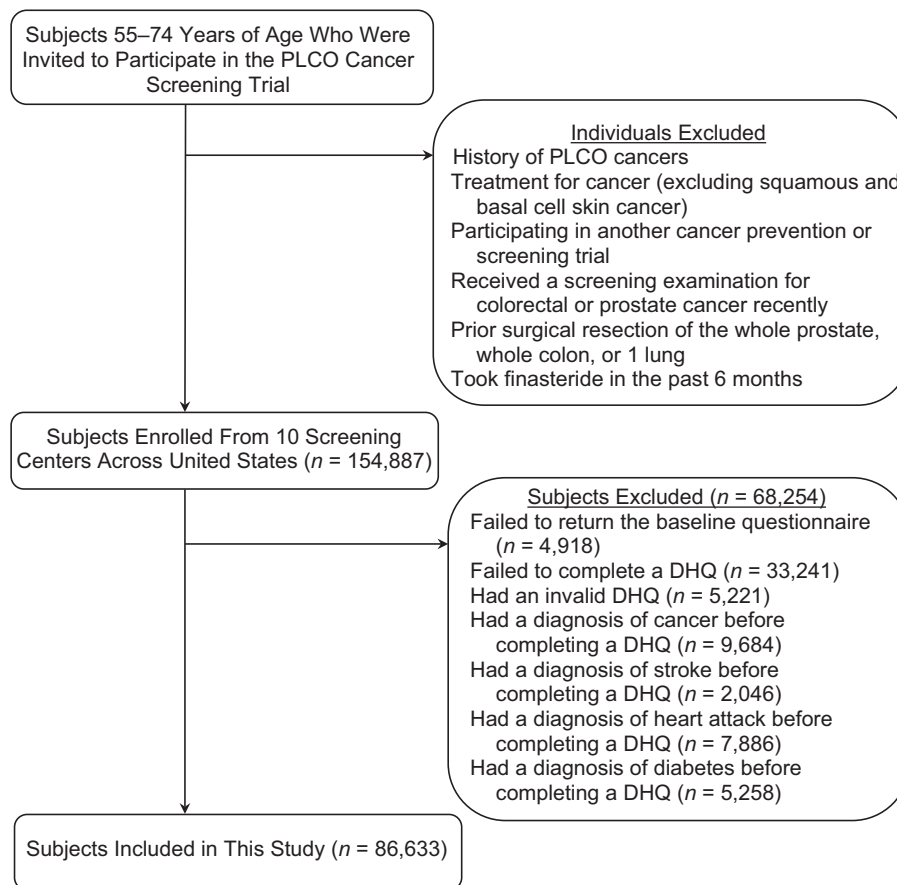 Subjects 55–74 Years of Age Who Were
Invited to Participate in the PLCO Cancer
Screening Trial
Individuals Excluded
History of PLCO cancers
Treatment for cancer (excluding squamous and
basal cell skin cancer)
Participating in another cancer prevention or
screening trial
Received a screening examination for
colorectal or prostate cancer recently
Prior surgical resection of the whole prostate,
whole colon, or 1 lung
Took finasteride in the past 6 months
Subjects Enrolled From 10 Screening
Centers Across United States (n = 154,887)
Subjects Excluded (n = 68,254)
Failed to return the baseline questionnaire
(n = 4,918)
Failed to complete a DHQ (n = 33,241)
Had an invalid DHQ (n = 5,221)
Had a diagnosis of cancer before
completing a DHQ (n = 9,684)
Had a diagnosis of stroke before
completing a DHQ (n = 2,046)
Had a diagnosis of heart attack before
completing a DHQ (n = 7,886)
Had a diagnosis of diabetes before
completing a DHQ (n = 5,258)
Subjects Included in This Study (n = 86,633)